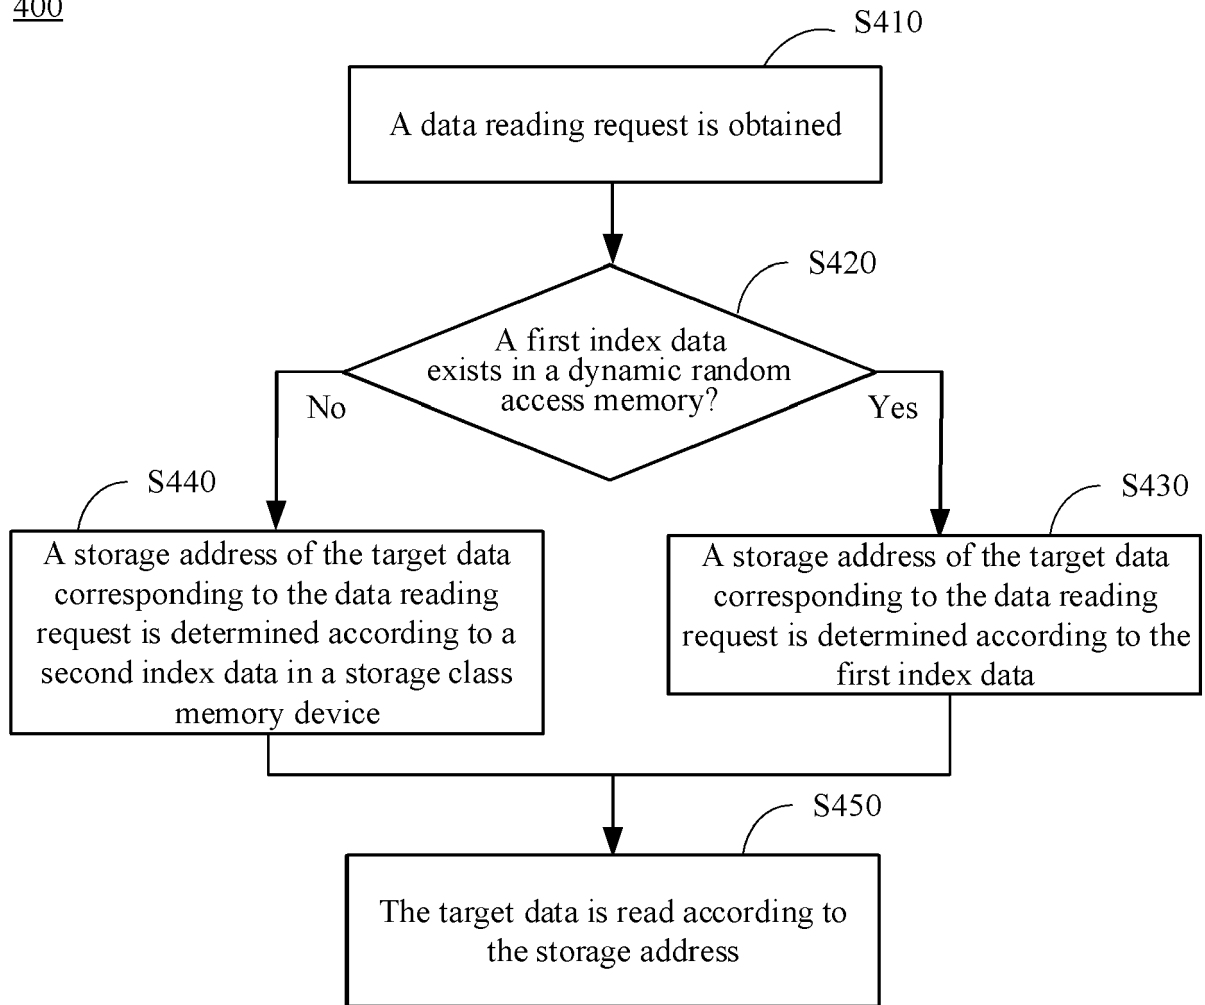 400
S410
A data reading request is obtained
S420
A first index data
exists in a dynamic random
access memory?
No
Yes
S440
A storage address of the target data
corresponding to the data reading
request is determined according to a
second index data in a storage class
memory device
S430
A storage address of the target data
corresponding to the data reading
request is determined according to the
first index data
S450
The target data is read according to
the storage address